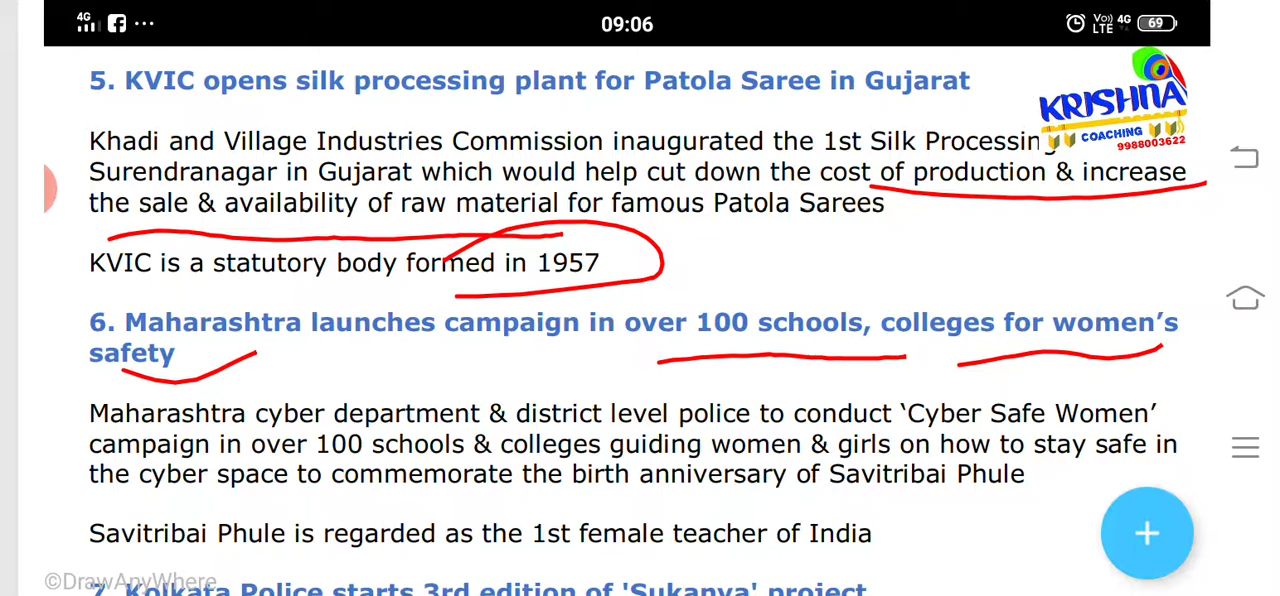 4G
09:06
Vo)) LTE 4G 69
5. KVIC opens silk processing plant for Patola Saree in Gujarat
KRISHNA
COACHING
9988003622
Khadi and Village Industries Commission inaugurated the 1st Silk Processing
Surendranagar in Gujarat which would help cut down the cost of production & increase
the sale & availability of raw material for famous Patola Sarees
KVIC is a statutory body formed in 1957
6. Maharashtra launches campaign in over 100 schools, colleges for women’s
safety
Maharashtra cyber department & district level police to conduct ‘Cyber Safe Women’
campaign in over 100 schools & colleges guiding women & girls on how to stay safe in
the cyber space to commemorate the birth anniversary of Savitribai Phule
Savitribai Phule is regarded as the 1st female teacher of India
©DrawAnyWhere
7. Kolkata Police starts 3rd edition of 'Sukanya' project